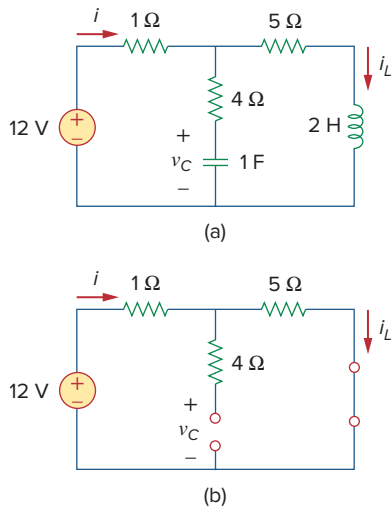 i 1 Ω 5 Ω
i_L
4 Ω
12 V + − + 2 H
v_C 1 F
−
(a)
i 1 Ω 5 Ω
i_L
4 Ω
12 V + − +
v_C
−
(b)